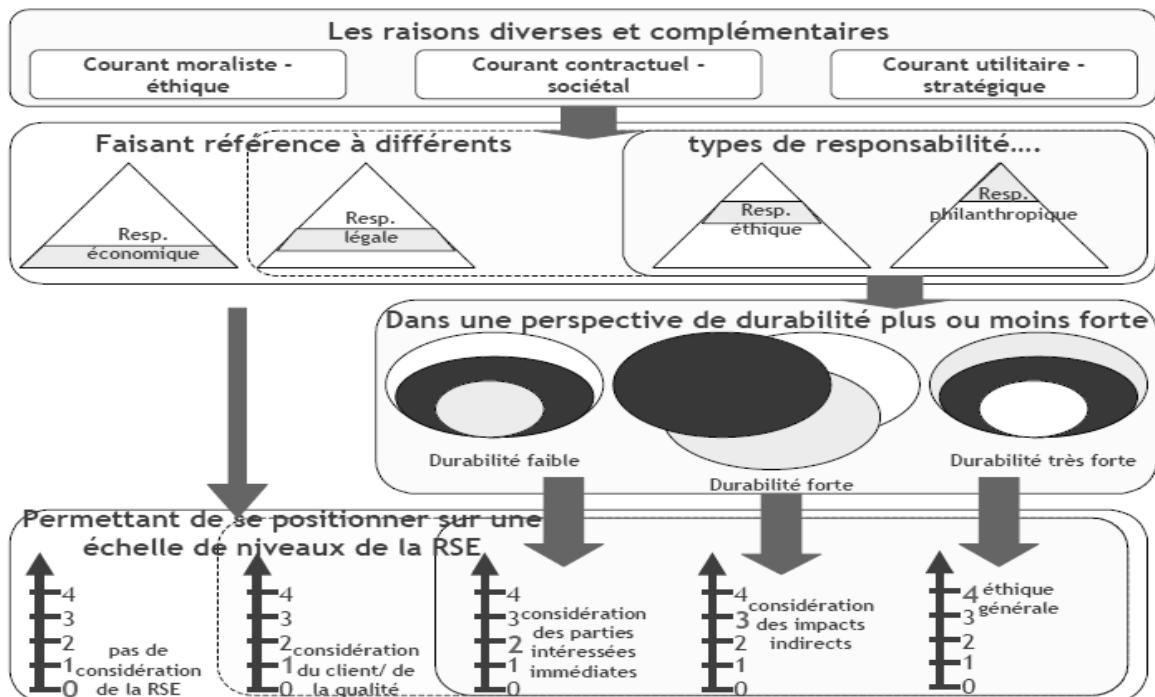 Les raisons diverses et complémentaires
Courant moraliste -
éthique
Courant contractuel -
sociétal
Courant utilitaire -
stratégique
Faisant référence à différents
types de responsabilité....
Resp.
économique
Resp.
légale
Resp.
éthique
Resp.
philanthropique
Dans une perspective de durabilité plus ou moins forte
Durabilité faible
Durabilité forte
Durabilité très forte
Permettant de se positionner sur une
échelle de niveaux de la RSE
4
3
2
1
0
pas de
considération
de la RSE
4
3
2
1
0
considération
du client/ de
la qualité
4
3
2
1
0
considération
des parties
intéressées
immédiates
4
3
2
1
0
considération
des impacts
indirects
4
3
2
1
0
éthique
générale